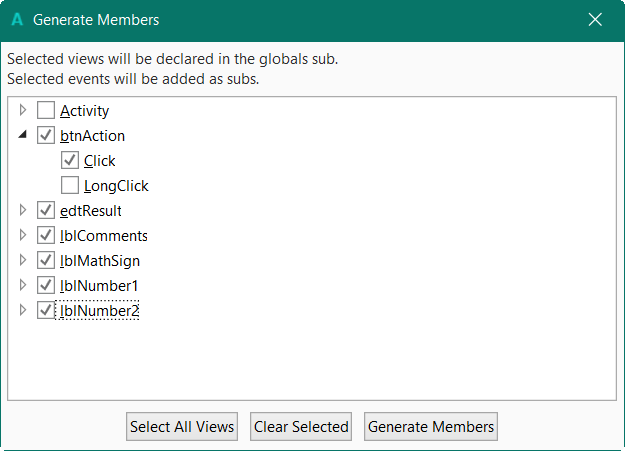 A Generate Members
Selected views will be declared in the globals sub.
Selected events will be added as subs.
Activity
btnAction
Click
LongClick
edtResult
lblComments
lblMathSign
lblNumber1
lblNumber2
Select All Views Clear Selected Generate Members